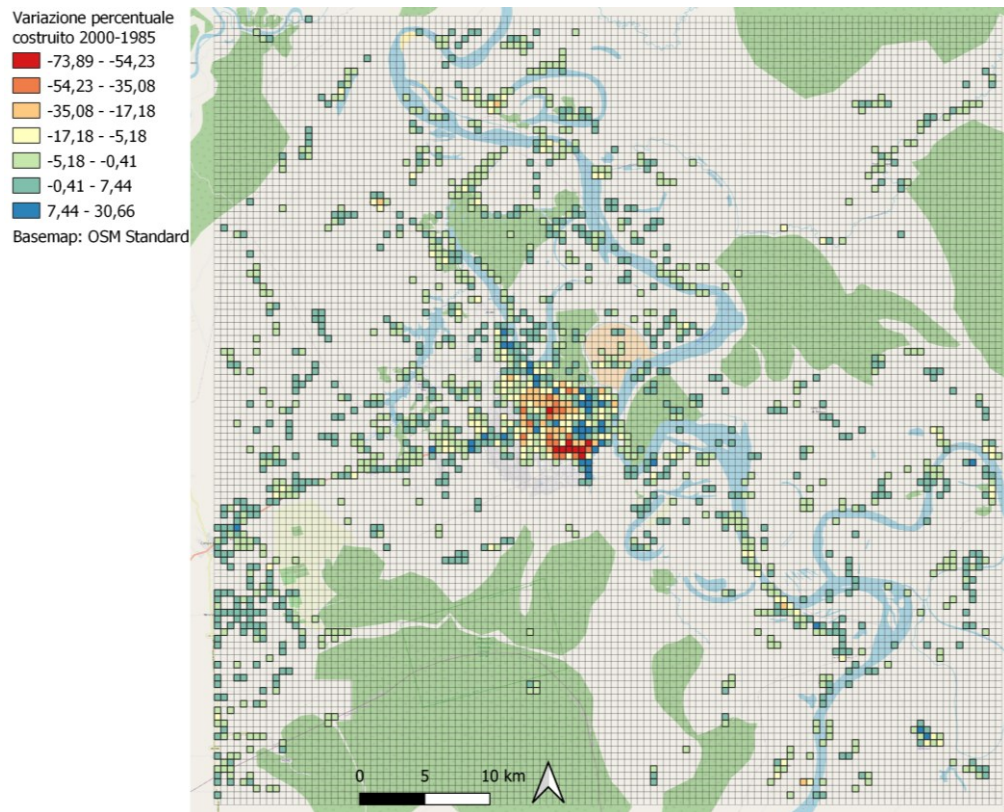 Variazione percentuale
costruito 2000-1985
-73,89 - -54,23
-54,23 - -35,08
-35,08 - -17,18
-17,18 - -5,18
-5,18 - -0,41
-0,41 - 7,44
7,44 - 30,66
Basemap: OSM Standard
0 5 10 km